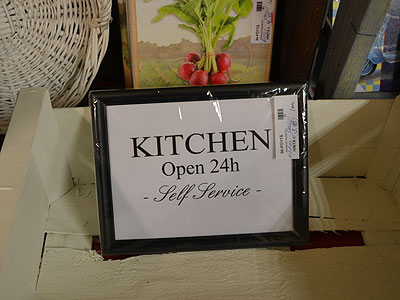 KITCHEN
Open 24h
- Self Service -